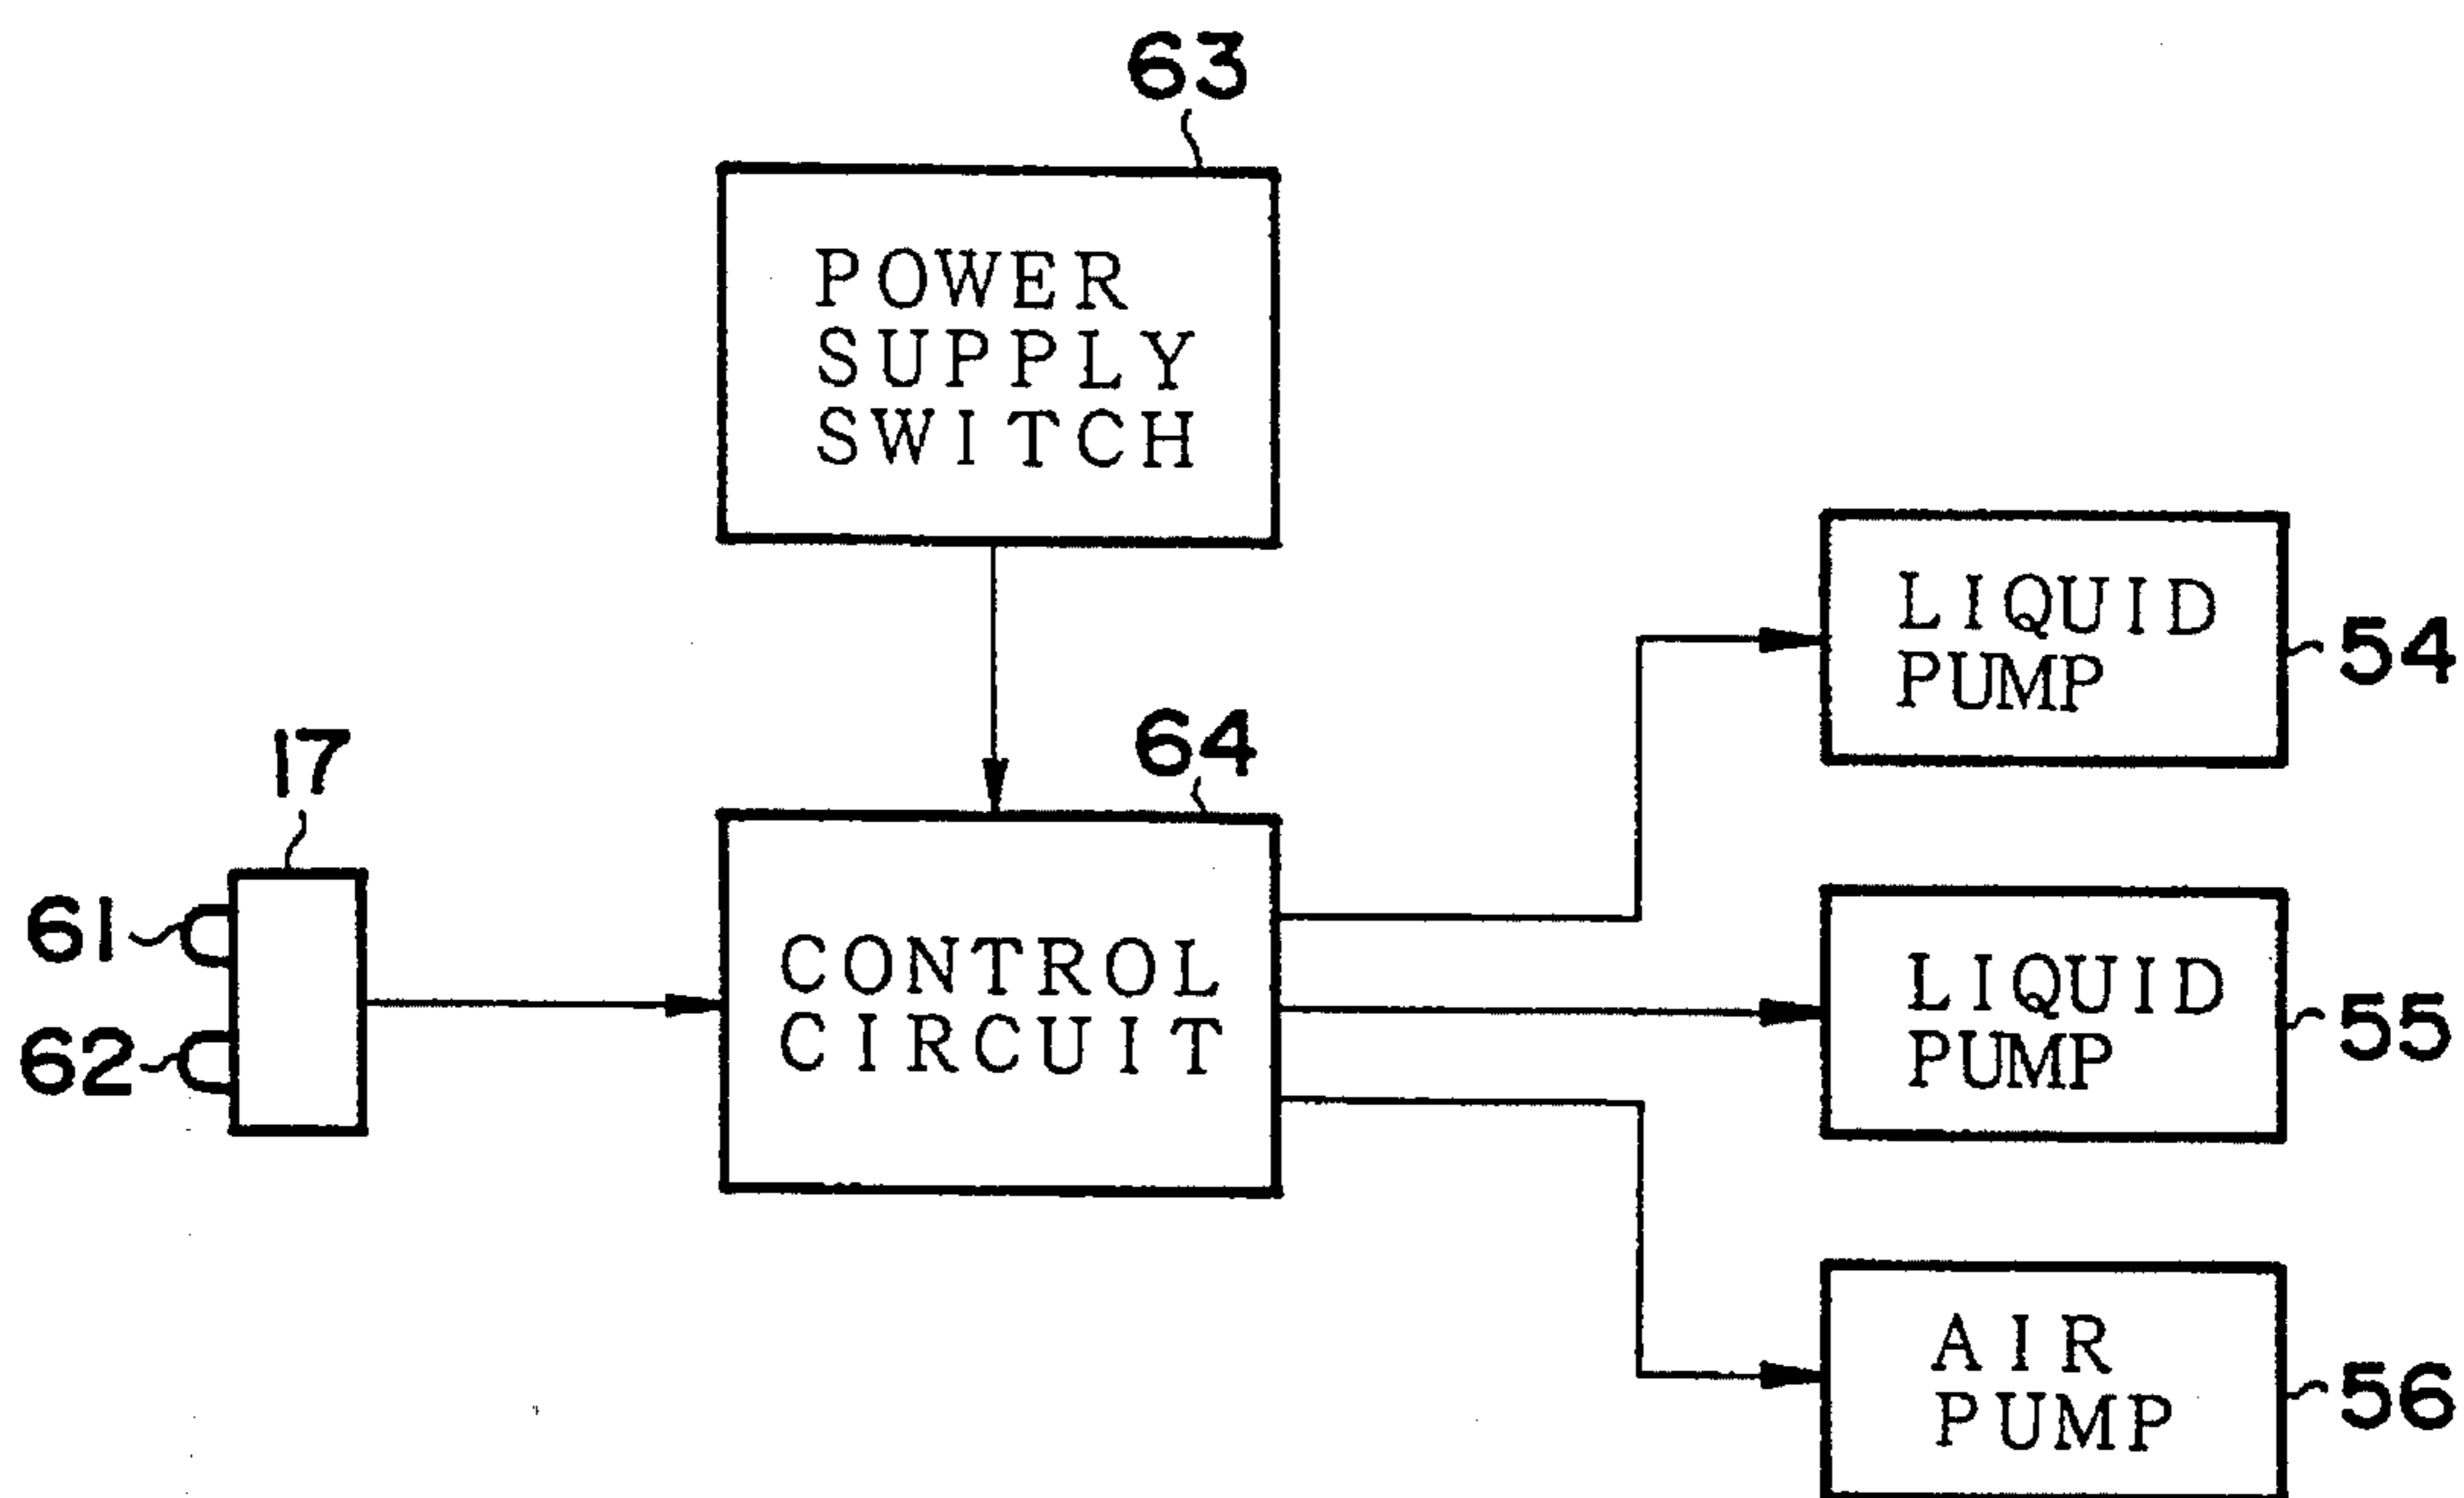 63
POWER
SUPPLY
SWITCH
LIQUID
PUMP
54
17
64
61
62
CONTROL
CIRCUIT
LIQUID
PUMP
55
AIR
PUMP
56